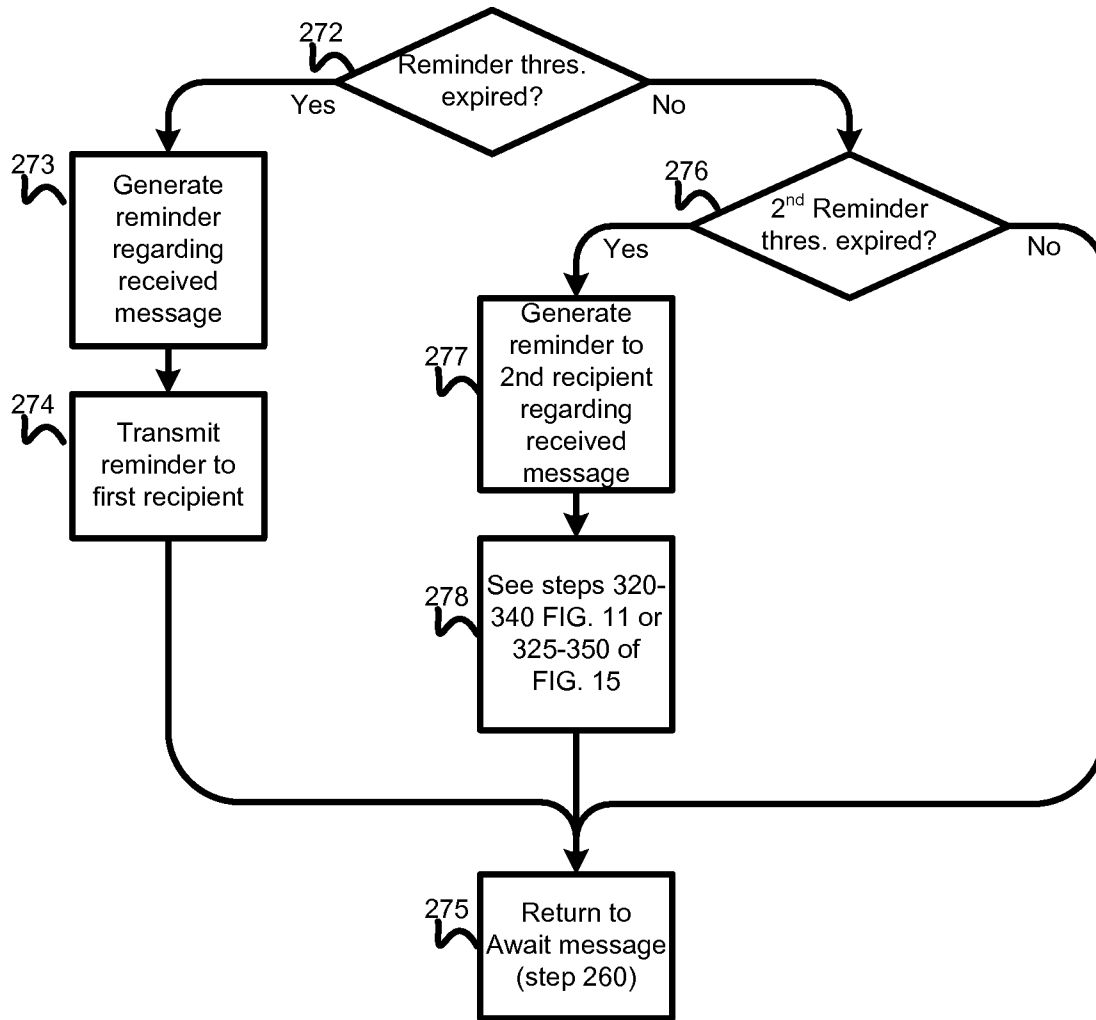 272
Reminder thres.
expired?
Yes
No
273
Generate
reminder
regarding
received
message
276
2nd Reminder
thres. expired?
Yes
No
274
Transmit
reminder to
first recipient
277
Generate
reminder to
2nd recipient
regarding
received
message
278
See steps 320-
340 FIG. 11 or
325-350 of
FIG. 15
275
Return to
Await message
(step 260)